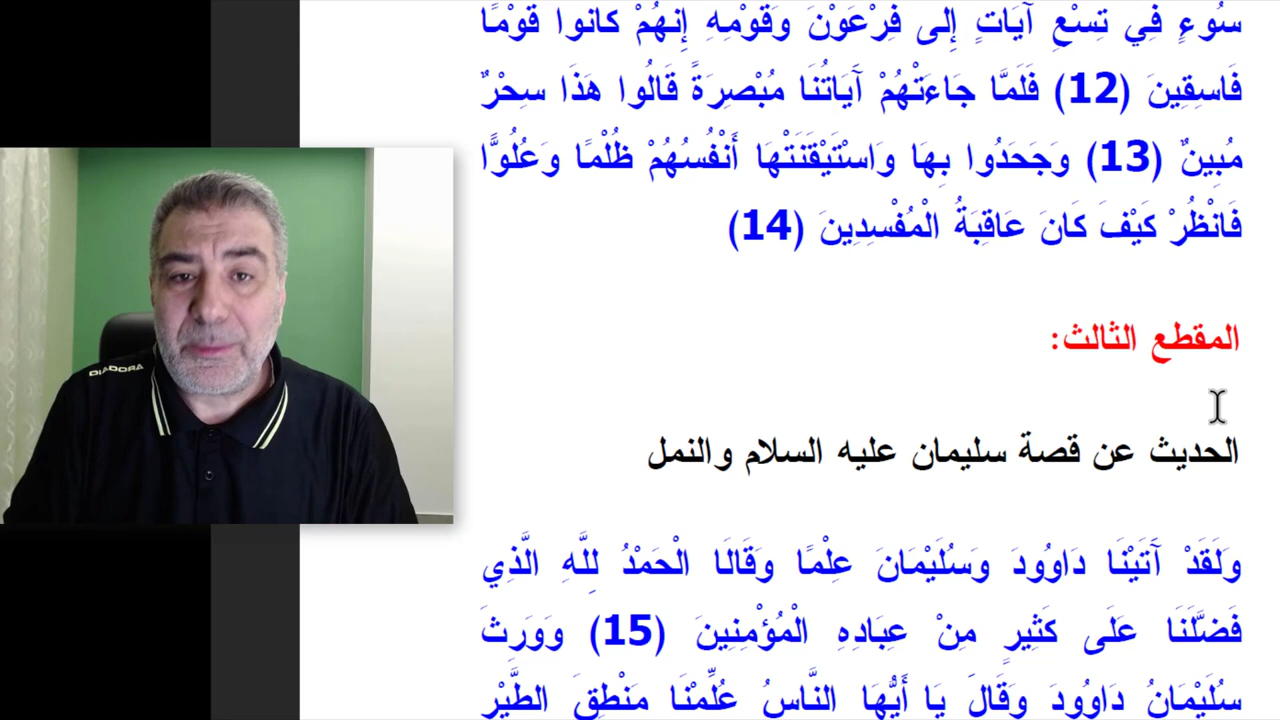 سُوءٍ فِي تِسْعِ آيَاتٍ إِلَى فِرْعَوْنَ وَقَوْمِهِ إِنَّهُمْ كَانُوا قَوْمًا
فَاسِقِينَ (12) فَلَمَّا جَاءَتْهُمْ آيَاتُنَا مُبْصِرَةً قَالُوا هَذَا سِحْرٌ
مُبِينٌ (13) وَجَحَدُوا بِهَا وَاسْتَيْقَنَتْهَا أَنْفُسُهُمْ ظُلْمًا وَعُلُوًّا
فَانْظُرْ كَيْفَ كَانَ عَاقِبَةُ الْمُفْسِدِينَ (14)
المقطع الثالث:
الحديث عن قصة سليمان عليه السلام والنمل
وَلَقَدْ آتَيْنَا دَاوُودَ وَسُلَيْمَانَ عِلْمًا وَقَالَا الْحَمْدُ لِلَّهِ الَّذِي
فَضَّلَنَا عَلَى كَثِيرٍ مِنْ عِبَادِهِ الْمُؤْمِنِينَ (15) وَوَرِثَ
سُلَيْمَانُ دَاوُودَ وَقَالَ يَا أَيُّهَا النَّاسُ عُلِّمْنَا مَنْطِقَ الطَّيْرِ
DIADORA